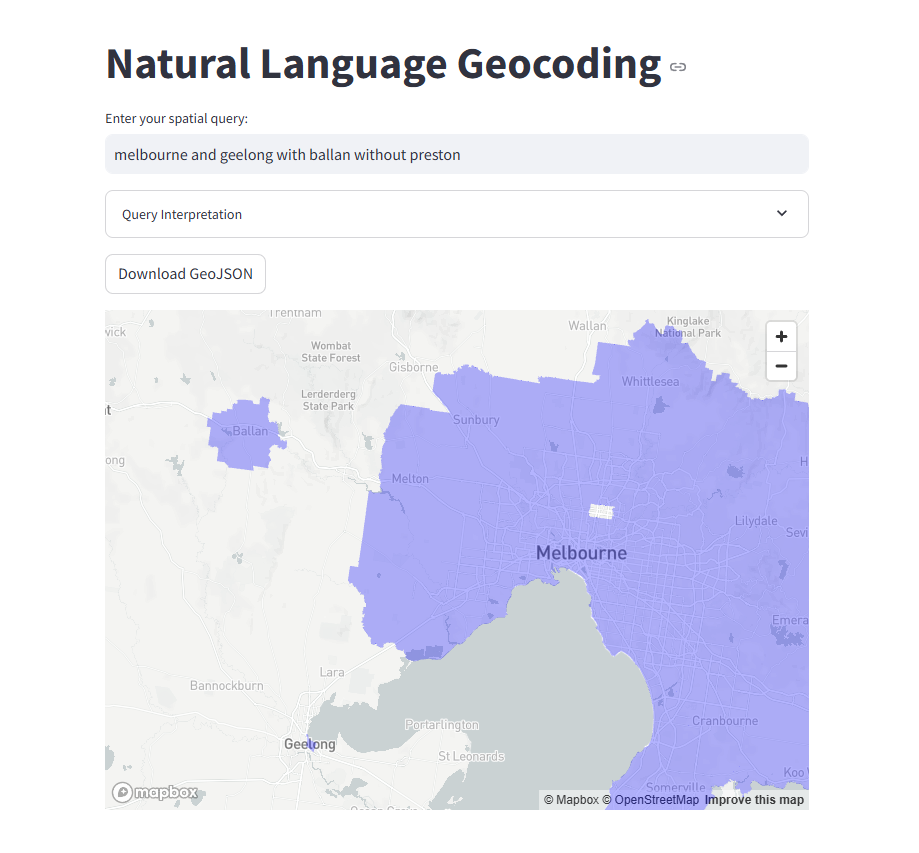 Natural Language Geocoding
Enter your spatial query:
melbourne and geelong with ballan without preston
Query Interpretation
Download GeoJSON
Trentham
wick
Wombat
State Forest
Gisborne
Wallan
Kinglake
National Park
+
−
Lerderderg
State Park
Whittlesea
Sunbury
Ballan
ong
Melton
H
Lilydale
Sevi
Melbourne
Emera
Lara
Bannockburn
Portarlington
Cranbourne
Geelong
St Leonards
Koo
Somerville
mapbox
© Mapbox © OpenStreetMap Improve this map